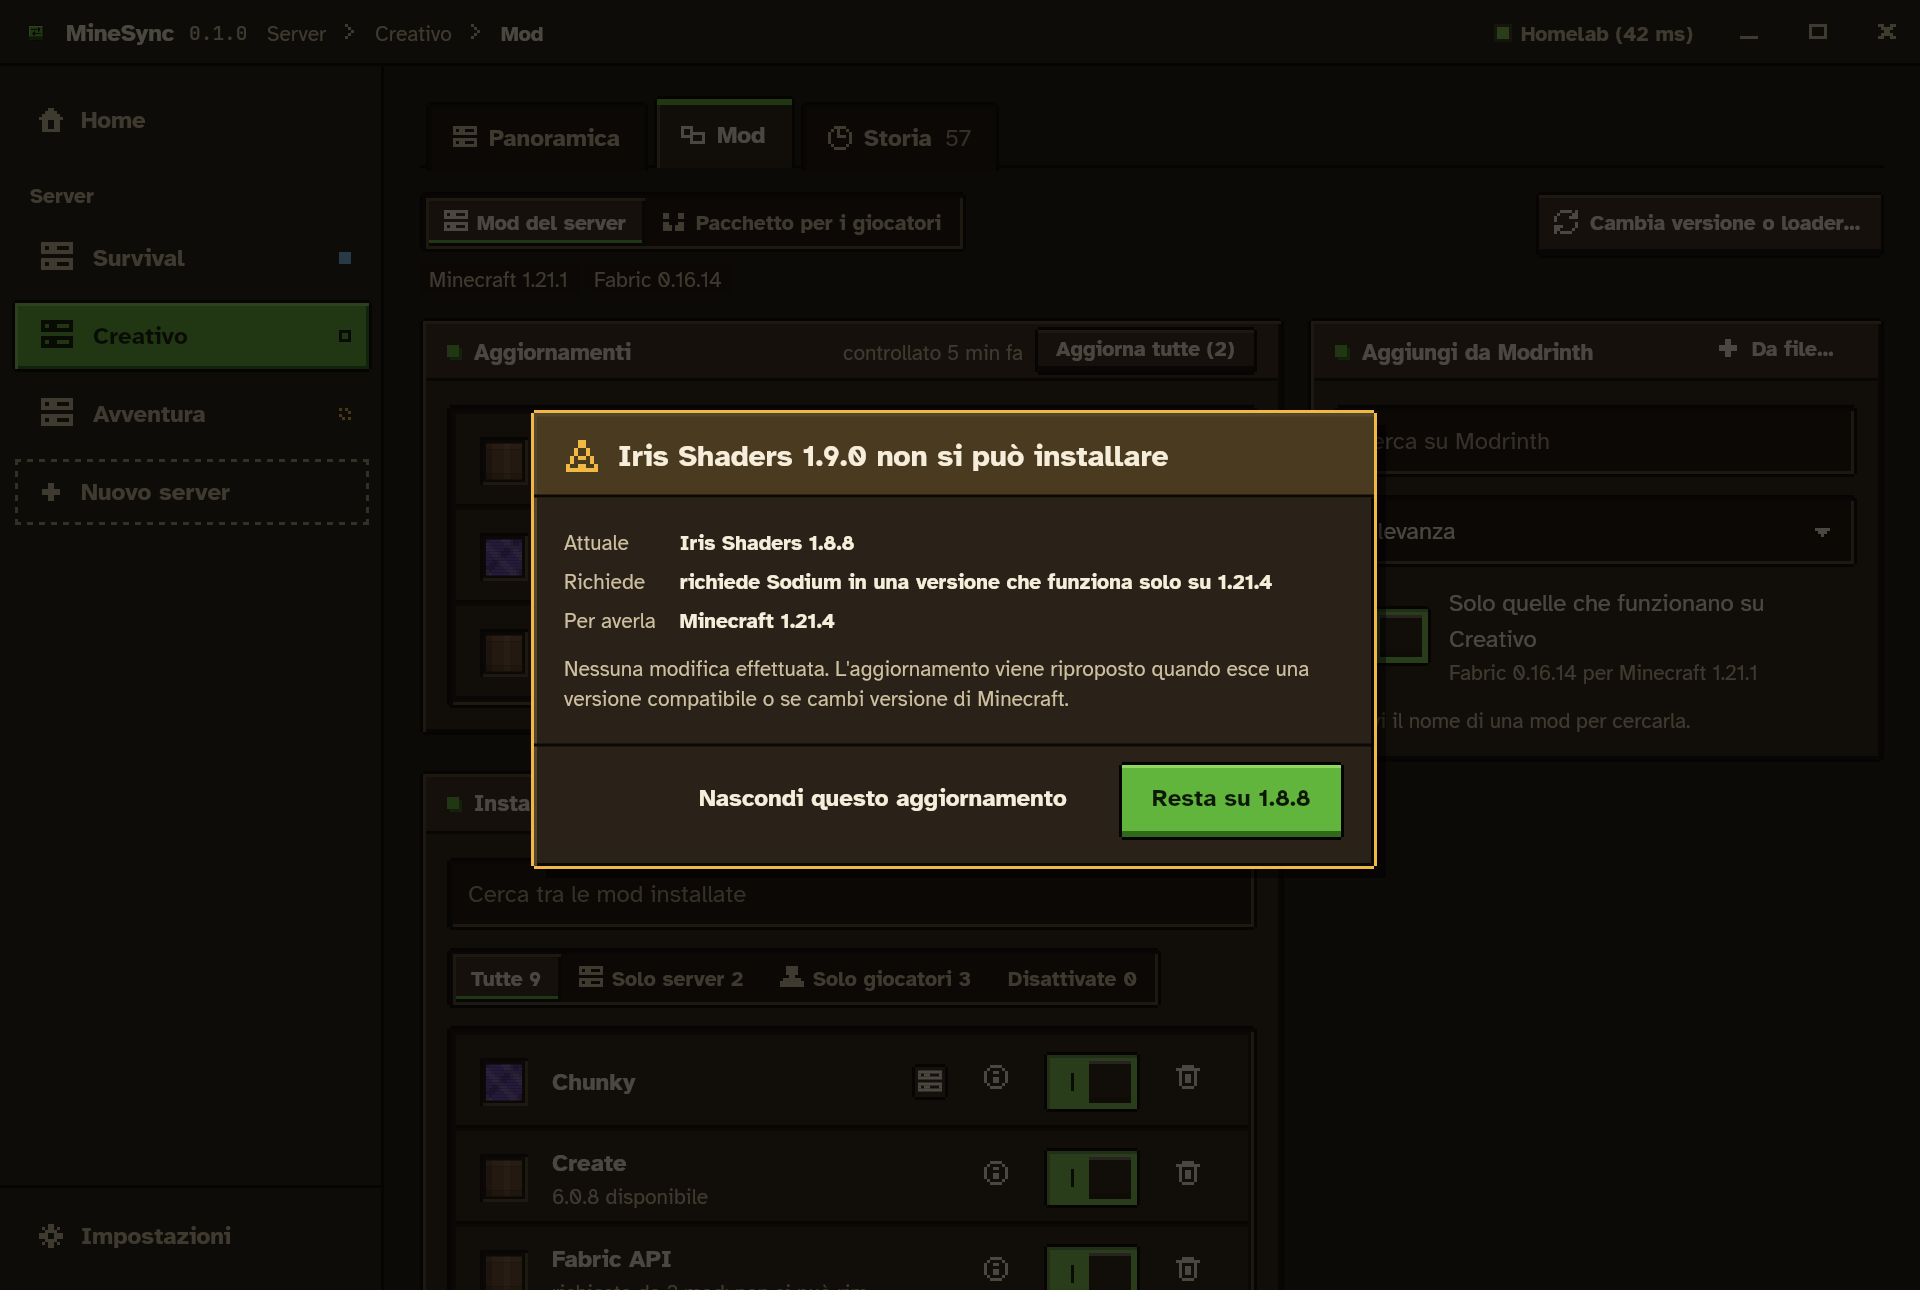 MineSync 0.1.0 Server Creativo Mod
Homelab (42 ms)
Home
Server
Survival
Creativo
Avventura
Nuovo server
Impostazioni
Panoramica
Mod
Storia 57
Mod del server
Pacchetto per i giocatori
Cambia versione o loader...
Minecraft 1.21.1
Fabric 0.16.14
Aggiornamenti
controllato 5 min fa
Aggiorna tutte (2)
Aggiungi da Modrinth
Da file...
erca su Modrinth
levanza
Solo quelle che funzionano su
Creativo
Fabric 0.16.14 per Minecraft 1.21.1
il nome di una mod per cercarla.
Iris Shaders 1.9.0 non si può installare
Attuale Iris Shaders 1.8.8
Richiede richiede Sodium in una versione che funziona solo su 1.21.4
Per averla Minecraft 1.21.4
Nessuna modifica effettuata. L'aggiornamento viene riproposto quando esce una
versione compatibile o se cambi versione di Minecraft.
Nascondi questo aggiornamento
Resta su 1.8.8
Insta
Cerca tra le mod installate
Tutte 9
Solo server 2
Solo giocatori 3
Disattivate 0
Chunky
Create
6.0.8 disponibile
Fabric API